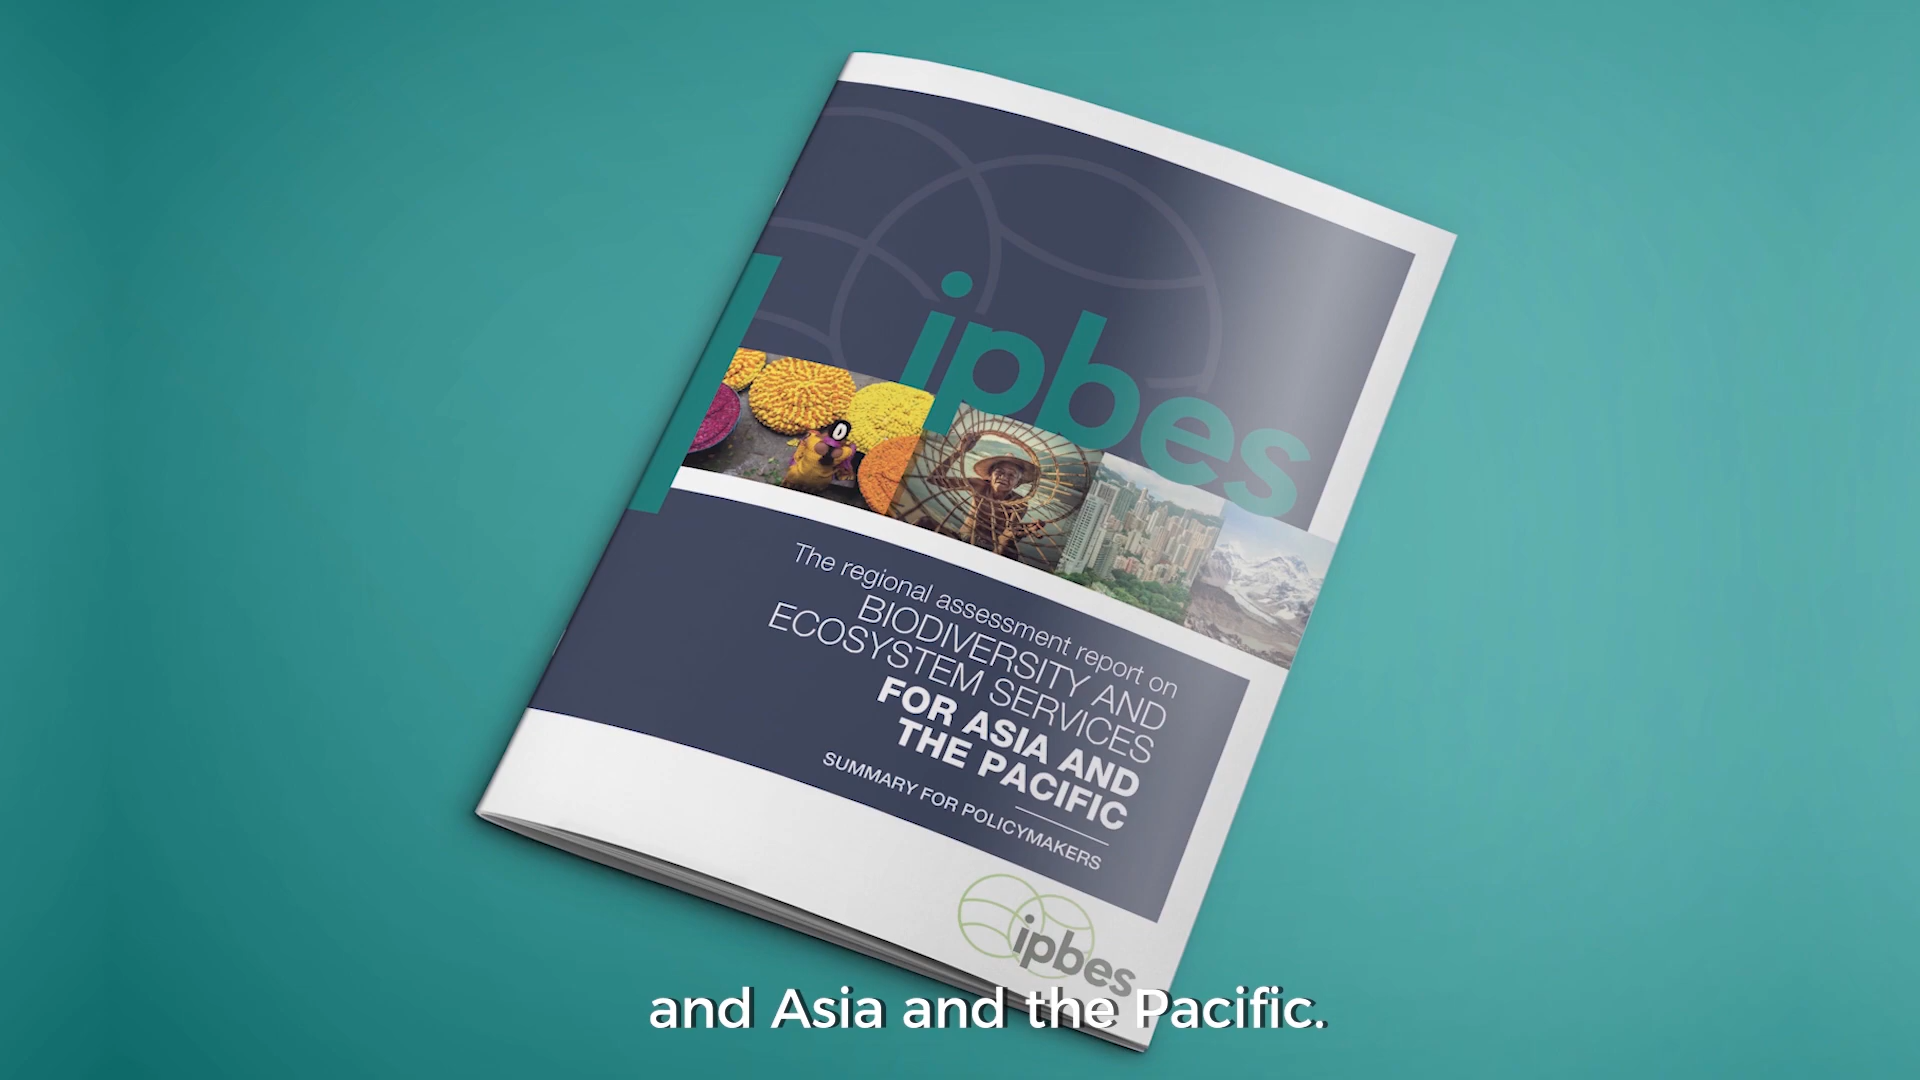 ipbes
The regional assessment report on
BIODIVERSITY AND
ECOSYSTEM SERVICES
FOR ASIA AND
THE PACIFIC
SUMMARY FOR POLICYMAKERS
ipbes
and Asia and the Pacific.